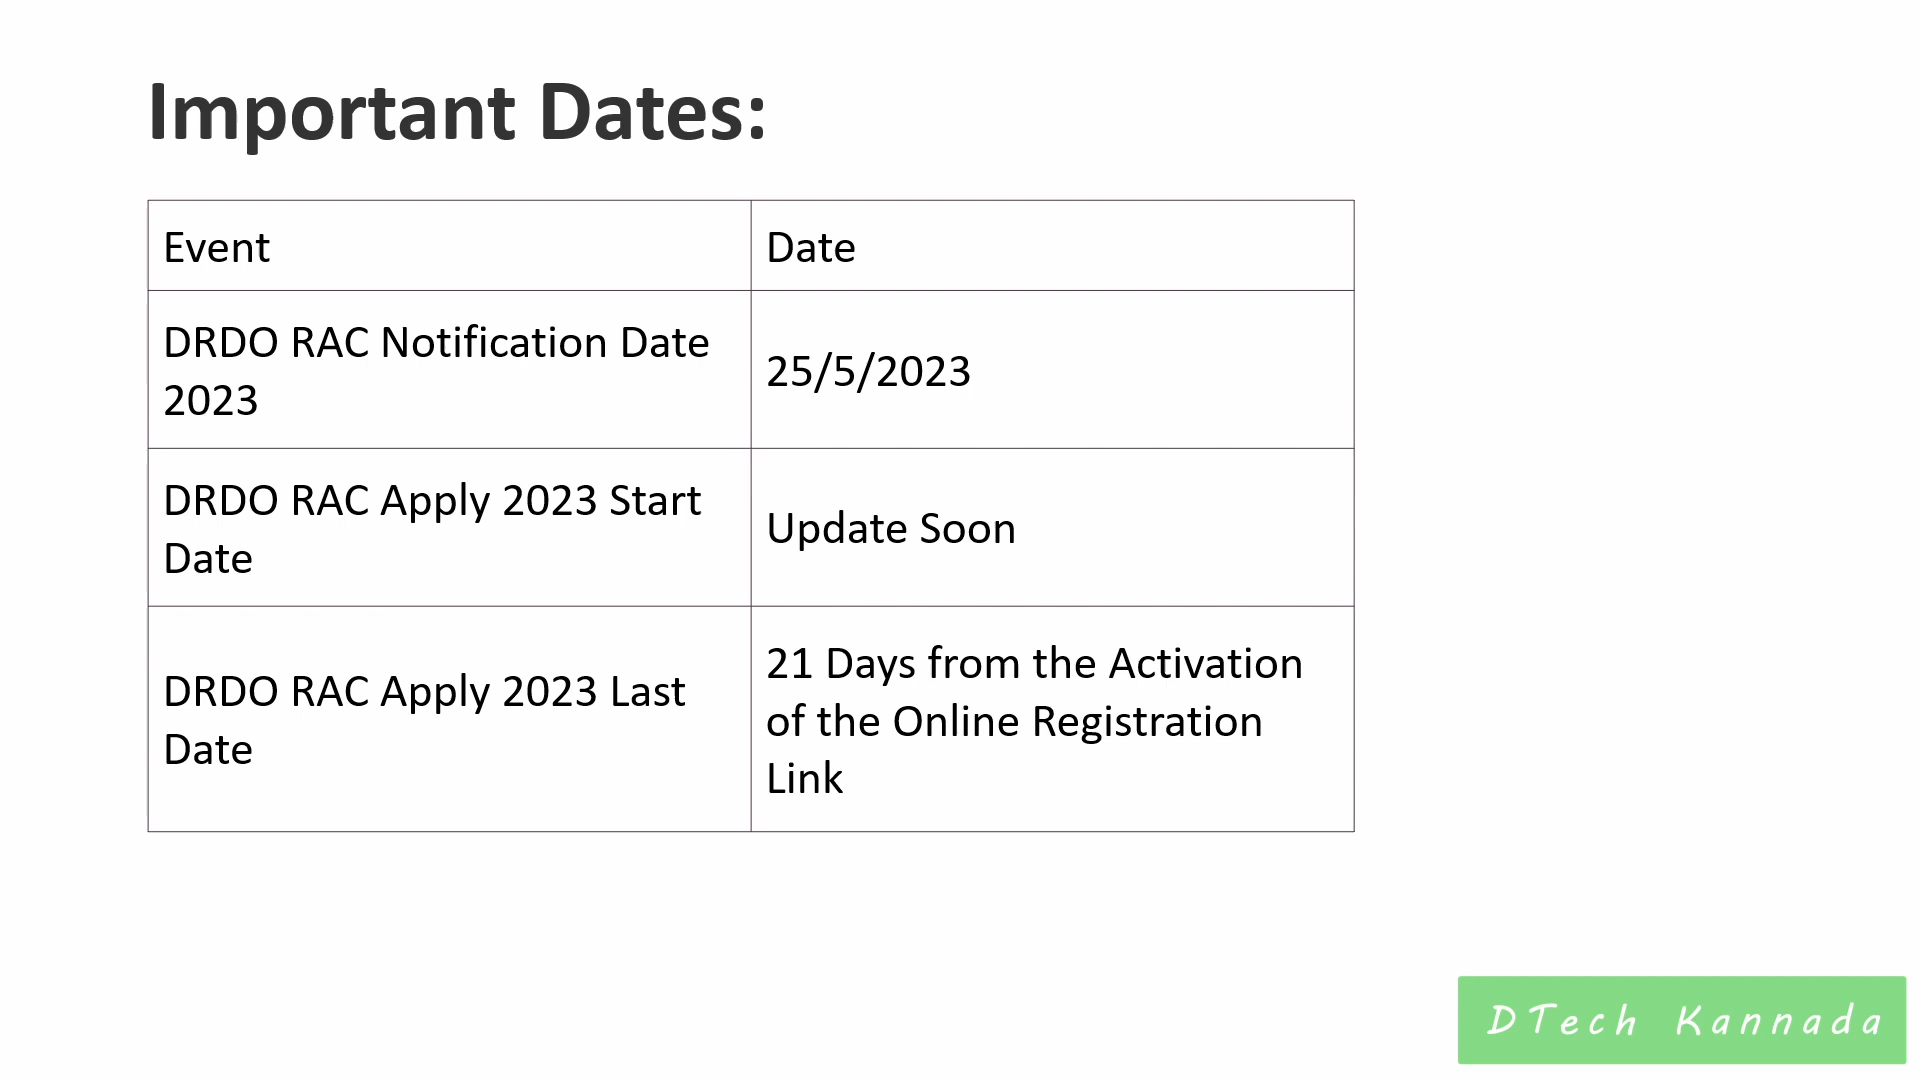 Important Dates:
Event
Date
DRDO RAC Notification Date
2023
25/5/2023
DRDO RAC Apply 2023 Start
Date
Update Soon
DRDO RAC Apply 2023 Last
Date
21 Days from the Activation
of the Online Registration
Link
DTech Kannada